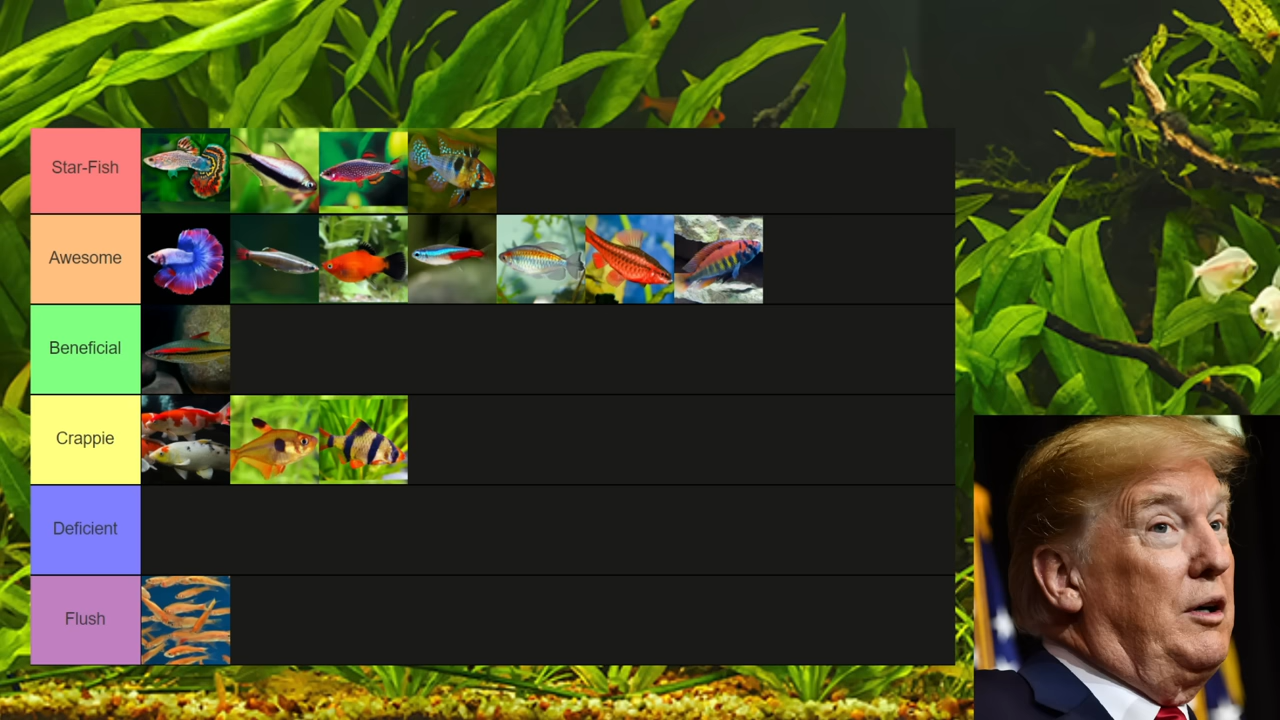 Star-Fish
Awesome
Beneficial
Crappie
Deficient
Flush